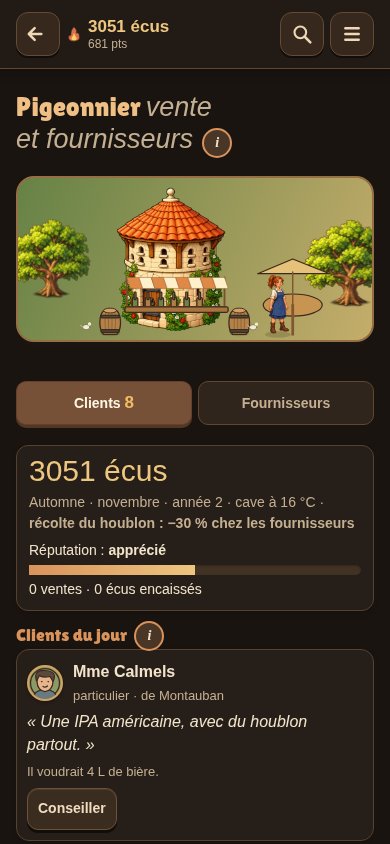 3051 écus
681 pts
Pigeonnier vente
et fournisseurs i
Clients 8
Fournisseurs
3051 écus
Automne · novembre · année 2 · cave à 16 °C ·
récolte du houblon : −30 % chez les fournisseurs
Réputation : apprécié
0 ventes · 0 écus encaissés
Clients du jour i
Mme Calmels
particulier · de Montauban
« Une IPA américaine, avec du houblon
partout. »
Il voudrait 4 L de bière.
Conseiller